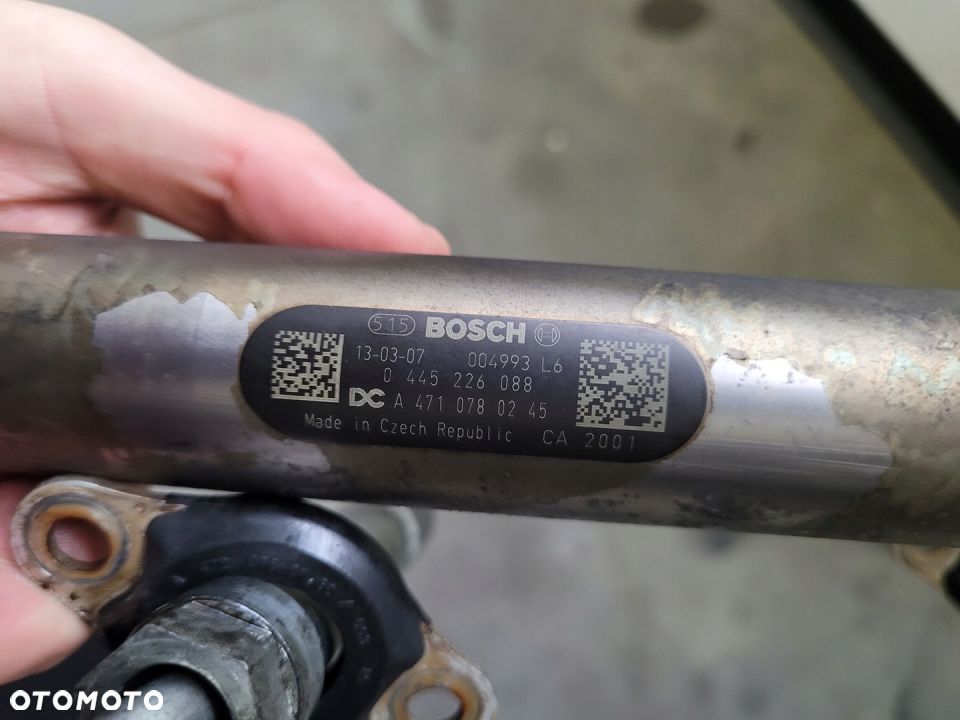 515 BOSCH
13-03-07 004993 L6
0 445 226 088
DC A 471 078 02 45
Made in Czech Republic CA 2001
OTOMOTO